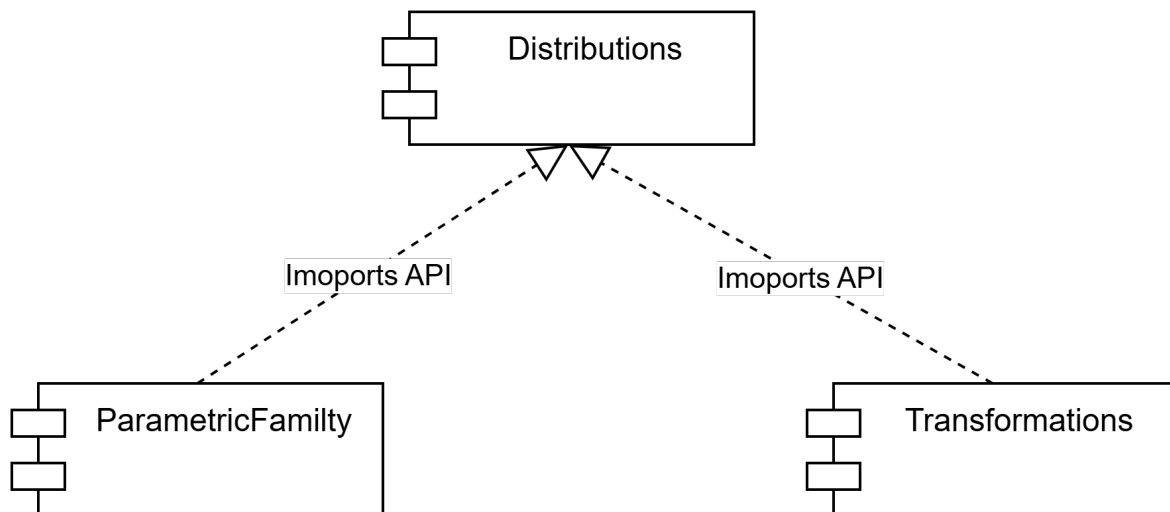 Distributions
Imoports API
Imoports API
ParametricFamilty
Transformations